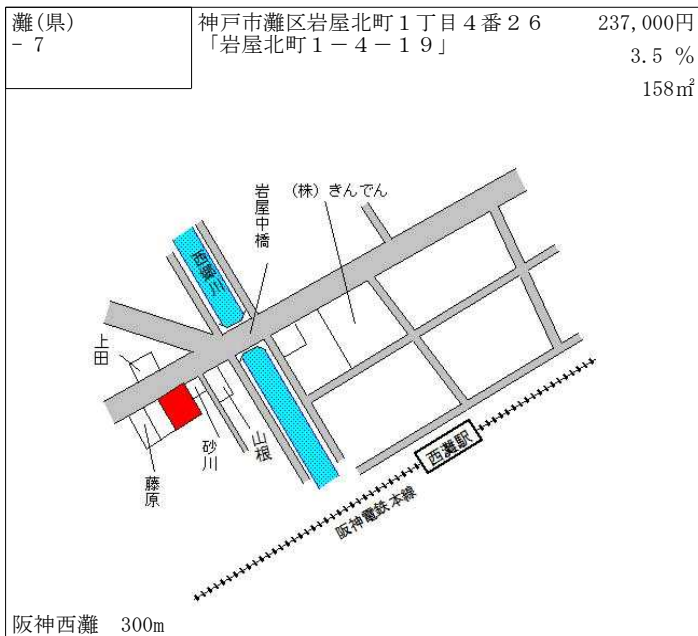 灘(県)
- 7
神戸市灘区岩屋北町１丁目４番２６
「岩屋北町１－４－１９」
237,000円
3.5 %
158㎡
岩屋中橋
(株) きんでん
西灘川
上田
藤原
砂川
山根
西灘駅
阪神電鉄本線
阪神西灘　300m